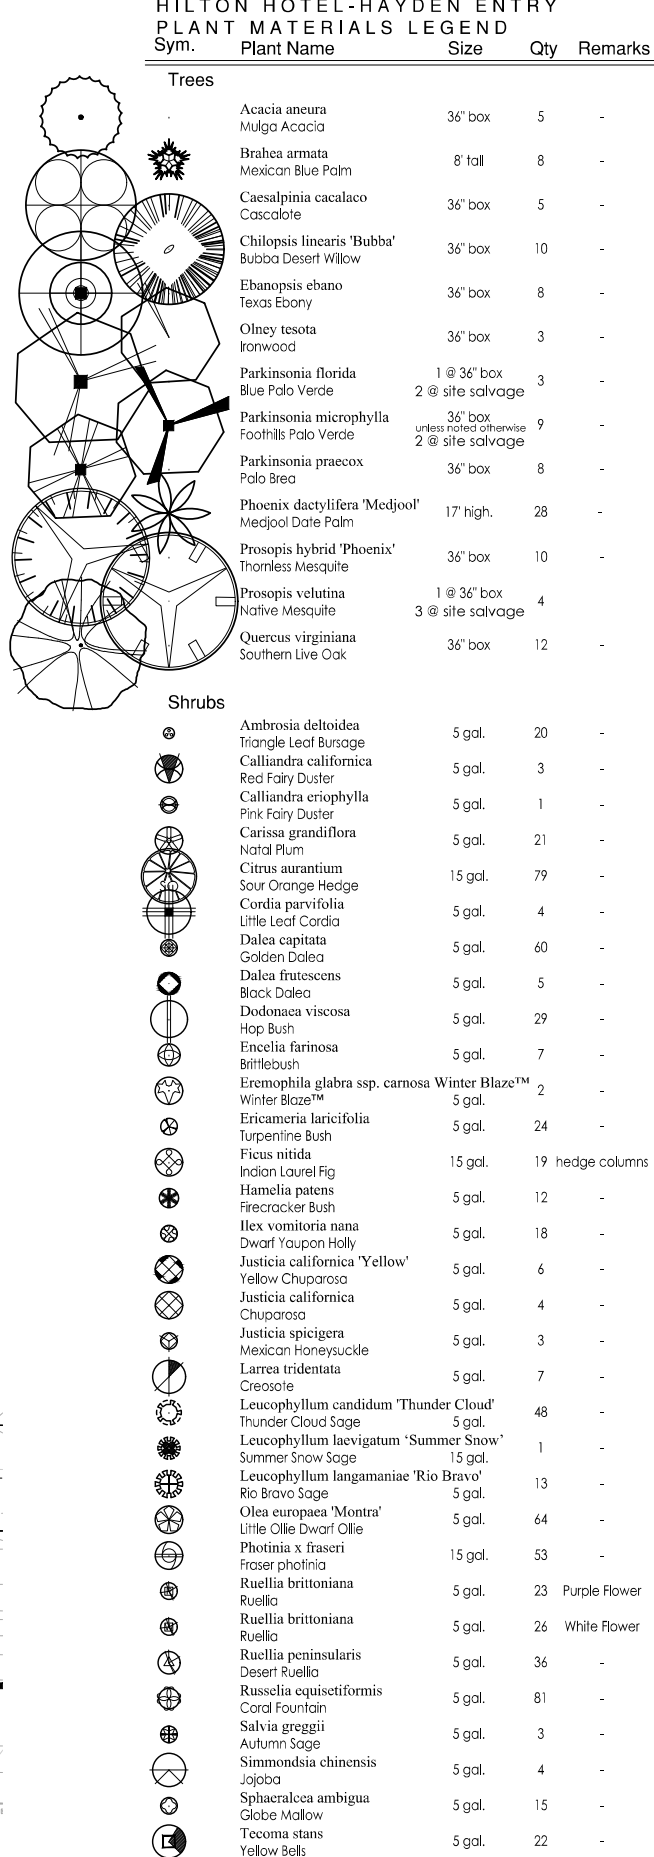 HILTON HOTEL-HAYDEN ENTRY
PLANT MATERIALS LEGEND
Sym. Plant Name Size Qty Remarks
Trees
Acacia aneura
Mulga Acacia 36" box 5 -
Brahea armata
Mexican Blue Palm 8' tall 8 -
Caesalpinia cacalaco
Cascalote 36" box 5 -
Chilopsis linearis 'Bubba'
Bubba Desert Willow 36" box 10 -
Ebanopsis ebano
Texas Ebony 36" box 8 -
Olney tesota
Ironwood 36" box 3 -
Parkinsonia florida 1 @ 36" box
Blue Palo Verde 2 @ site salvage 3 -
Parkinsonia microphylla 36" box
unless noted otherwise 9 -
Foothills Palo Verde 2 @ site salvage
Parkinsonia praecox
Palo Brea 36" box 8 -
Phoenix dactylifera 'Medjool'
Medjool Date Palm 17' high. 28 -
Prosopis hybrid 'Phoenix'
Thornless Mesquite 36" box 10 -
Prosopis velutina 1 @ 36" box
Native Mesquite 3 @ site salvage 4 -
Quercus virginiana
Southern Live Oak 36" box 12 -
Shrubs
Ambrosia deltoidea
Triangle Leaf Bursage 5 gal. 20 -
Calliandra californica
Red Fairy Duster 5 gal. 3 -
Calliandra eriophylla
Pink Fairy Duster 5 gal. 1 -
Carissa grandiflora
Natal Plum 5 gal. 21 -
Citrus aurantium
Sour Orange Hedge 15 gal. 79 -
Cordia parvifolia
Little Leaf Cordia 5 gal. 4 -
Dalea capitata
Golden Dalea 5 gal. 60 -
Dalea frutescens
Black Dalea 5 gal. 5 -
Dodonaea viscosa
Hop Bush 5 gal. 29 -
Encelia farinosa
Brittlebush 5 gal. 7 -
Eremophila glabra ssp. carnosa Winter Blaze™
Winter Blaze™ 5 gal. 2 -
Ericameria laricifolia
Turpentine Bush 5 gal. 24 -
Ficus nitida
Indian Laurel Fig 15 gal. 19 hedge columns
Hamelia patens
Firecracker Bush 5 gal. 12 -
Ilex vomitoria nana
Dwarf Yaupon Holly 5 gal. 18 -
Justicia californica 'Yellow'
Yellow Chuparosa 5 gal. 6 -
Justicia californica
Chuparosa 5 gal. 4 -
Justicia spicigera
Mexican Honeysuckle 5 gal. 3 -
Larrea tridentata
Creosote 5 gal. 7 -
Leucophyllum candidum 'Thunder Cloud'
Thunder Cloud Sage 5 gal. 48 -
Leucophyllum laevigatum ‘Summer Snow’
Summer Snow Sage 15 gal. 1 -
Leucophyllum langamaniae 'Rio Bravo'
Rio Bravo Sage 5 gal. 13 -
Olea europaea 'Montra'
Little Ollie Dwarf Ollie 5 gal. 64 -
Photinia x fraseri
Fraser photinia 15 gal. 53 -
Ruellia brittoniana
Ruellia 5 gal. 23 Purple Flower
Ruellia brittoniana
Ruellia 5 gal. 26 White Flower
Ruellia peninsularis
Desert Ruellia 5 gal. 36 -
Russelia equisetiformis
Coral Fountain 5 gal. 81 -
Salvia greggii
Autumn Sage 5 gal. 3 -
Simmondsia chinensis
Jojoba 5 gal. 4 -
Sphaeralcea ambigua
Globe Mallow 5 gal. 15 -
Tecoma stans
Yellow Bells 5 gal. 22 -